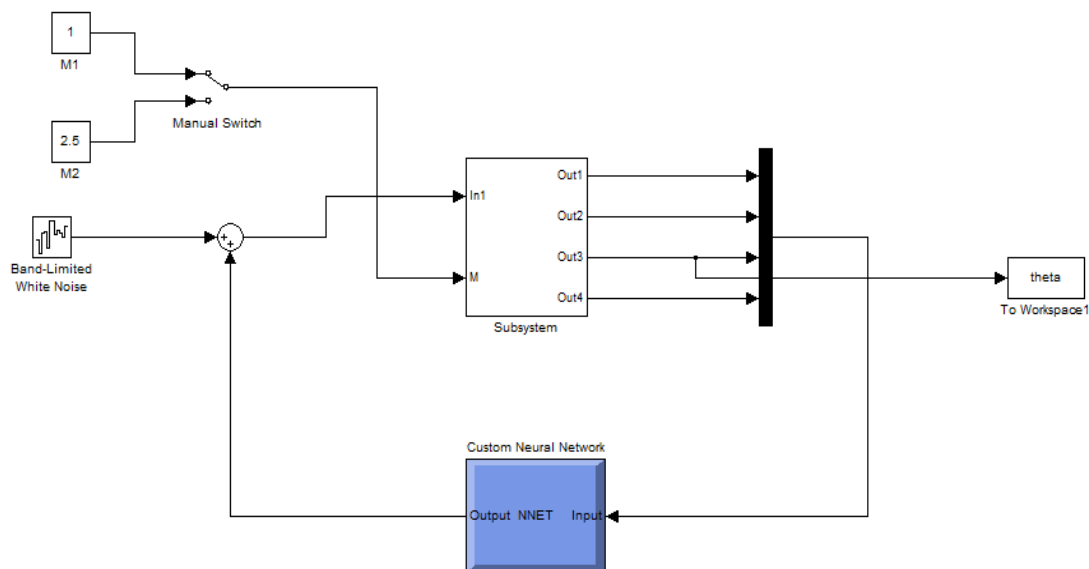 1
M1
Manual Switch
2.5
M2
Band-Limited
White Noise
+
+
In1
M
Out1
Out2
Out3
Out4
Subsystem
theta
To Workspace1
Custom Neural Network
Output NNET Input